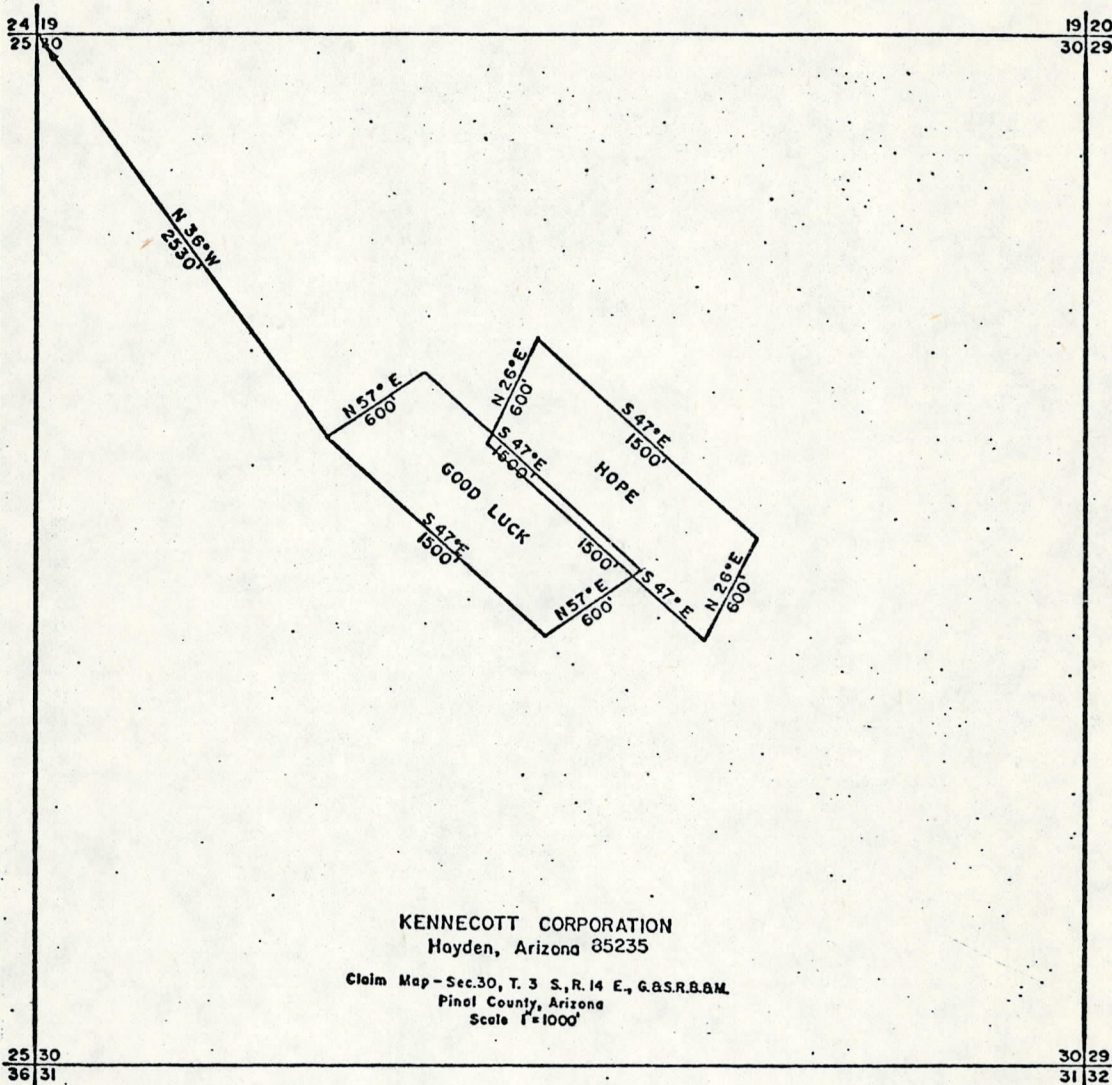 24 19
25 30
19 20
30 29
N 36° W
2530'
N 57° E
600'
N 26° E'
600'
S 47° E
1500'
S 47° E
1500'
HOPE
GOOD LUCK
S 47° E
1500'
1500'
S 47° E
N 57° E
600'
N 26° E
600'
KENNECOTT CORPORATION
Hayden, Arizona 85235
Claim Map - Sec. 30, T. 3 S., R. 14 E., G.&S.R.B.&M.
Pinal County, Arizona
Scale 1" = 1000'
25 30
36 31
30 29
31 32